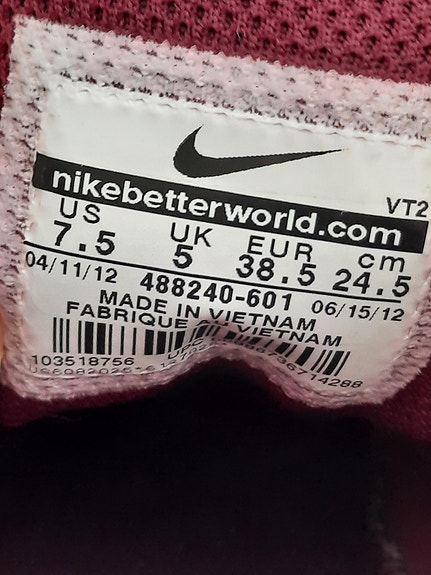 nikebetterworld.com
VT2
US UK EUR cm
7.5 5 38.5 24.5
04/11/12 488240-601 06/15/12
MADE IN VIETNAM
FABRIQUE VIETNAM
103518756 UPC